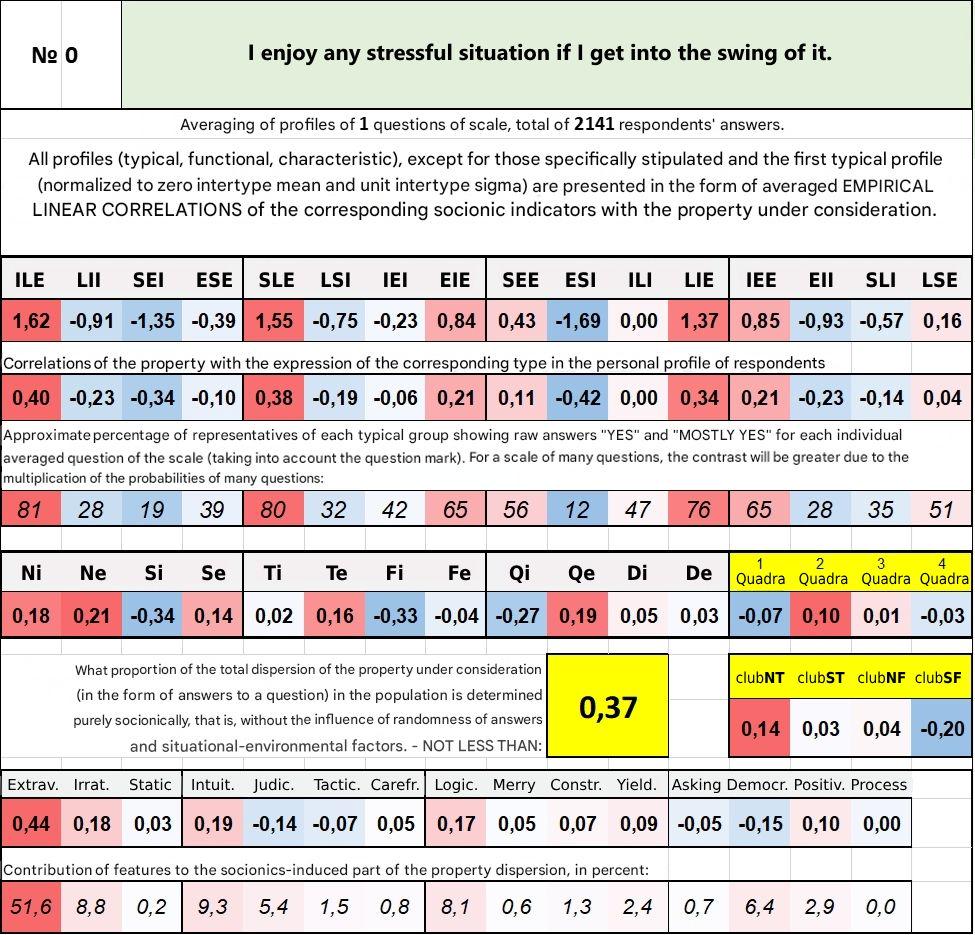 № 0
I enjoy any stressful situation if I get into the swing of it.
Averaging of profiles of 1 questions of scale, total of 2141 respondents' answers.
All profiles (typical, functional, characteristic), except for those specifically stipulated and the first typical profile
(normalized to zero intertype mean and unit intertype sigma) are presented in the form of averaged EMPIRICAL
LINEAR CORRELATIONS of the corresponding socionic indicators with the property under consideration.
ILE LII SEI ESE SLE LSI IEI EIE SEE ESI ILI LIE IEE EII SLI LSE
1,62 -0,91 -1,35 -0,39 1,55 -0,75 -0,23 0,84 0,43 -1,69 0,00 1,37 0,85 -0,93 -0,57 0,16
Correlations of the property with the expression of the corresponding type in the personal profile of respondents
0,40 -0,23 -0,34 -0,10 0,38 -0,19 -0,06 0,21 0,11 -0,42 0,00 0,34 0,21 -0,23 -0,14 0,04
Approximate percentage of representatives of each typical group showing raw answers "YES" and "MOSTLY YES" for each individual
averaged question of the scale (taking into account the question mark). For a scale of many questions, the contrast will be greater due to the
multiplication of the probabilities of many questions:
81 28 19 39 80 32 42 65 56 12 47 76 65 28 35 51
Ni Ne Si Se Ti Te Fi Fe Qi Qe Di De 1 Quadra 2 Quadra 3 Quadra 4 Quadra
0,18 0,21 -0,34 0,14 0,02 0,16 -0,33 -0,04 -0,27 0,19 0,05 0,03 -0,07 0,10 0,01 -0,03
What proportion of the total dispersion of the property under consideration
(in the form of answers to a question) in the population is determined
purely socionically, that is, without the influence of randomness of answers
and situational-environmental factors. - NOT LESS THAN:
0,37
clubNT clubST clubNF clubSF
0,14 0,03 0,04 -0,20
Extrav. Irrat. Static Intuit. Judic. Tactic. Carefr. Logic. Merry Constr. Yield. Asking Democr. Positiv. Process
0,44 0,18 0,03 0,19 -0,14 -0,07 0,05 0,17 0,05 0,07 0,09 -0,05 -0,15 0,10 0,00
Contribution of features to the socionics-induced part of the property dispersion, in percent:
51,6 8,8 0,2 9,3 5,4 1,5 0,8 8,1 0,6 1,3 2,4 0,7 6,4 2,9 0,0